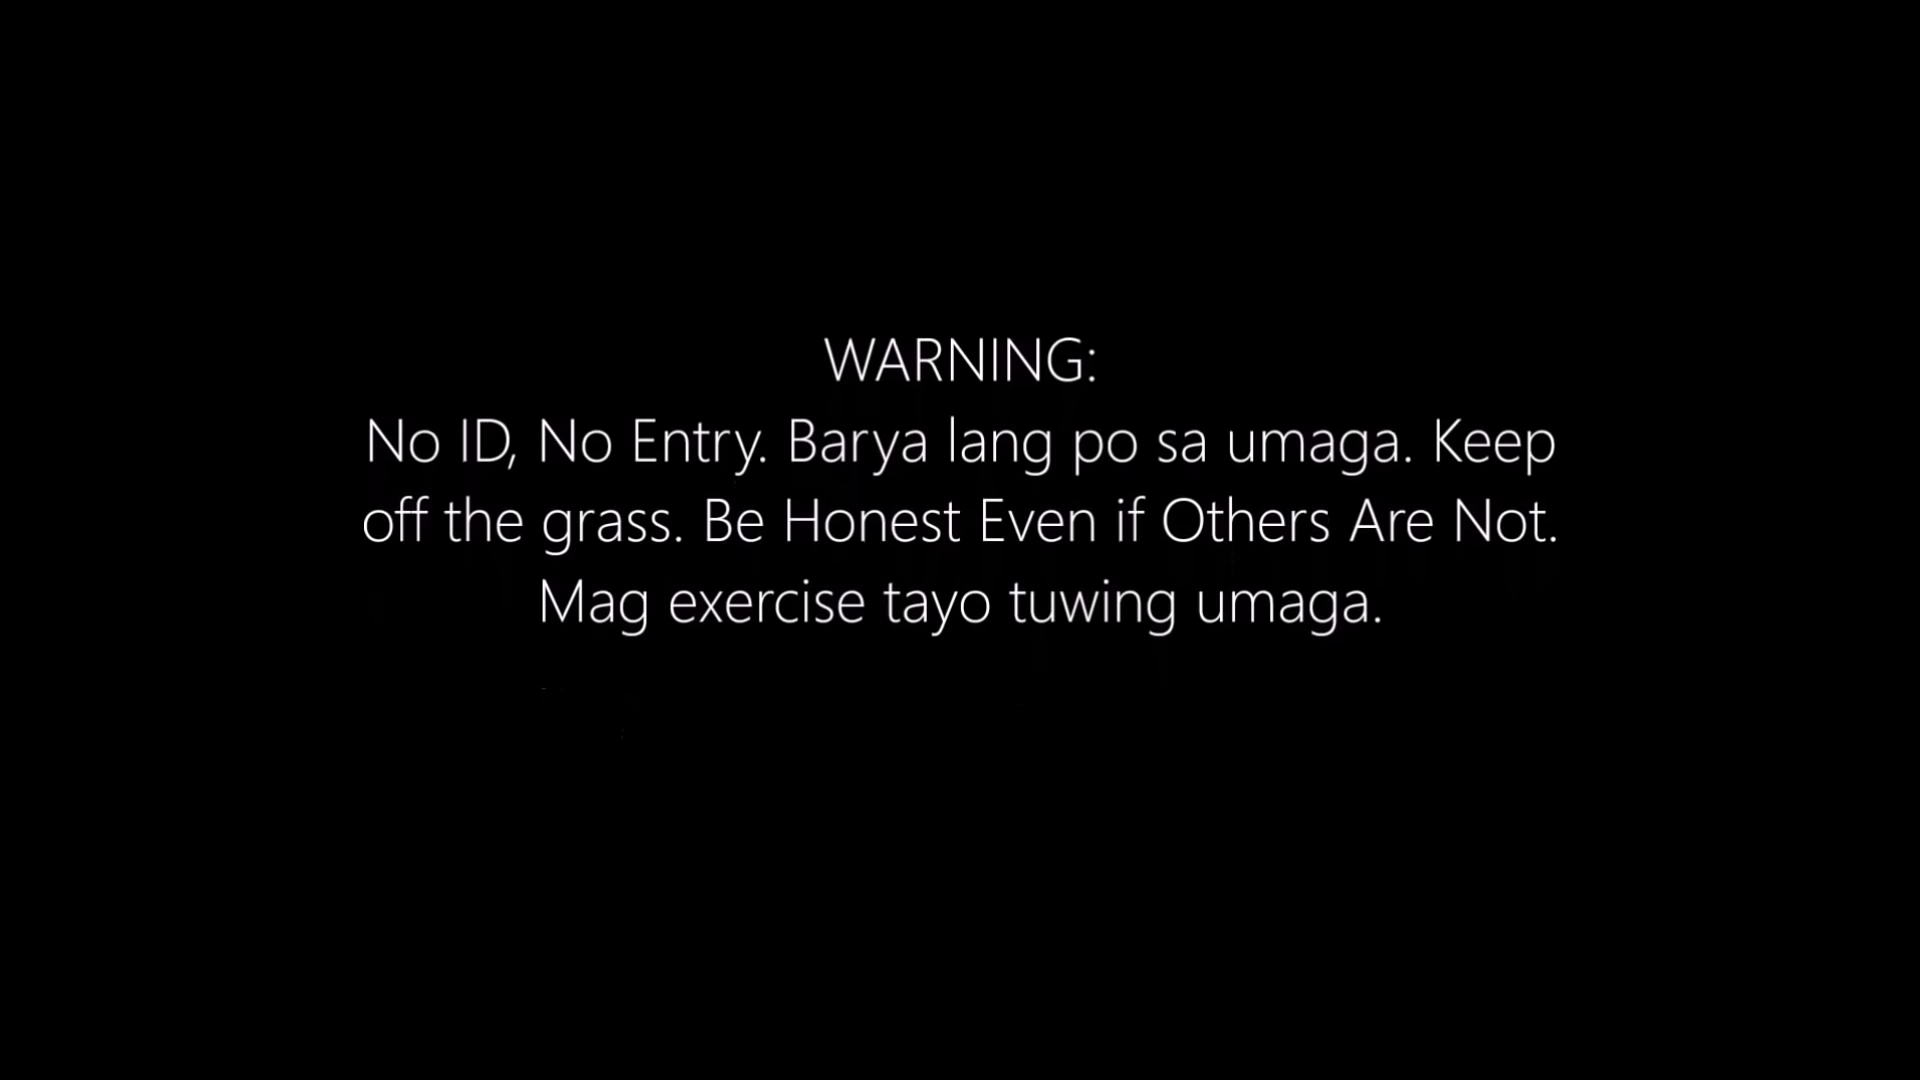 WARNING:
No ID, No Entry. Barya lang po sa umaga. Keep
off the grass. Be Honest Even if Others Are Not.
Mag exercise tayo tuwing umaga.